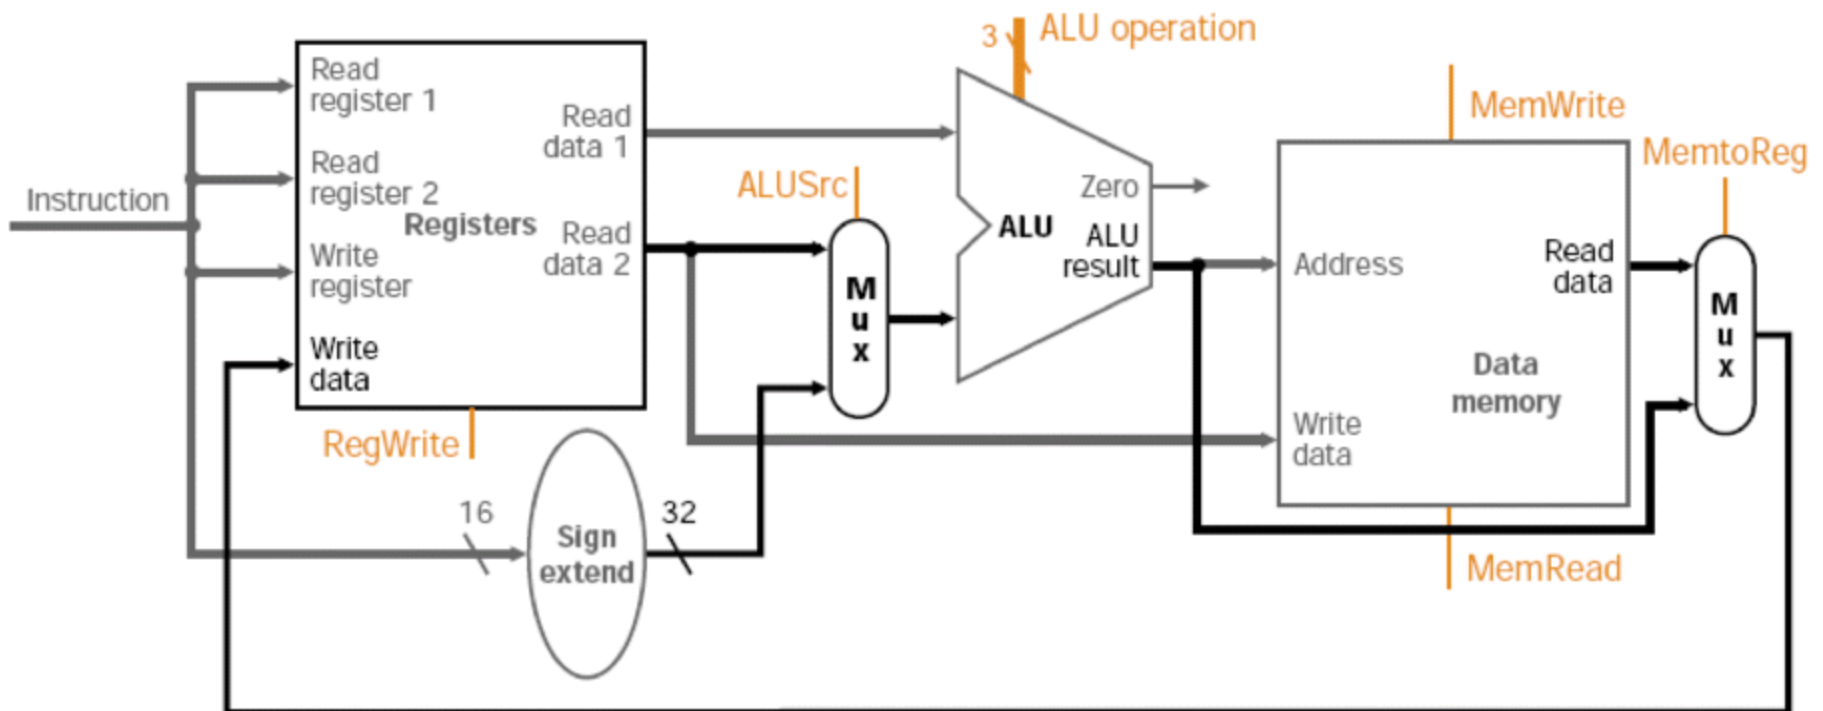 Instruction
Read
register 1
Read
register 2
Registers
Write
register
Write
data
Read
data 1
Read
data 2
RegWrite
16
Sign
extend
32
ALUSrc
M
u
x
3
ALU operation
Zero
ALU
ALU
result
MemWrite
Address
Read
data
Data
memory
Write
data
MemRead
MemtoReg
M
u
x